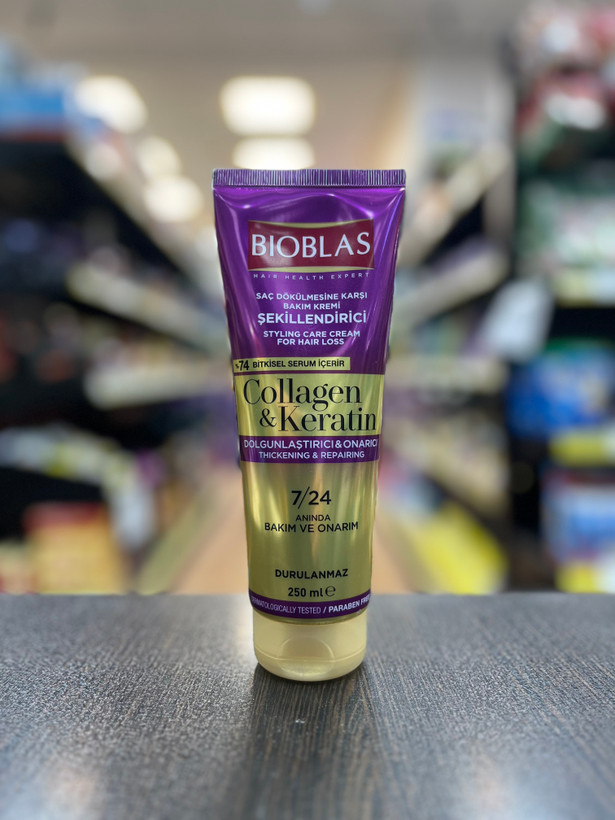 BIOBLAS
HAIR HEALTH EXPERT
SAÇ DÖKÜLMESİNE KARŞI
BAKIM KREMİ
ŞEKİLLENDİRİCİ
STYLING CARE CREAM
FOR HAIR LOSS
%74 BİTKİSEL SERUM İÇERİR
Collagen
& Keratin
DOLGUNLAŞTIRICI&ONARICI
THICKENING & REPAIRING
7/24
ANINDA
BAKIM VE ONARIM
DURULANMAZ
250 ml ℮
TESTED / PARABEN